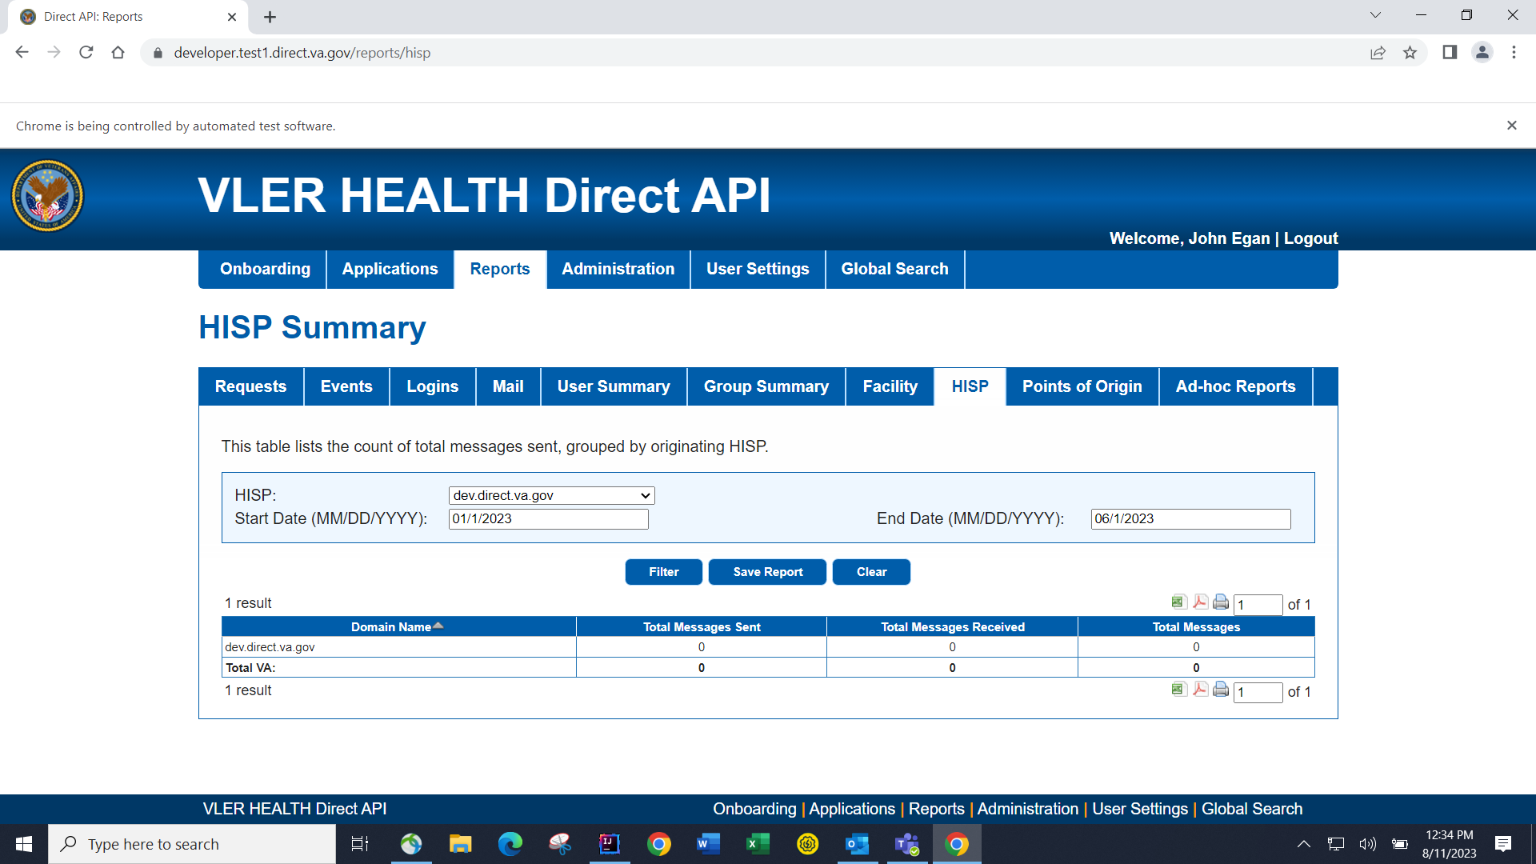 Direct API: Reports
developer.test1.direct.va.gov/reports/hisp
Chrome is being controlled by automated test software.
VLER HEALTH Direct API
Welcome, John Egan | Logout
Onboarding Applications Reports Administration User Settings Global Search
HISP Summary
Requests Events Logins Mail User Summary Group Summary Facility HISP Points of Origin Ad-hoc Reports
This table lists the count of total messages sent, grouped by originating HISP.
HISP: dev.direct.va.gov
Start Date (MM/DD/YYYY): 01/1/2023 End Date (MM/DD/YYYY): 06/1/2023
Filter Save Report Clear
1 result 1 of 1
Domain Name Total Messages Sent Total Messages Received Total Messages
dev.direct.va.gov 0 0 0
Total VA: 0 0 0
1 result 1 of 1
VLER HEALTH Direct API Onboarding | Applications | Reports | Administration | User Settings | Global Search
Type here to search
12:34 PM
8/11/2023